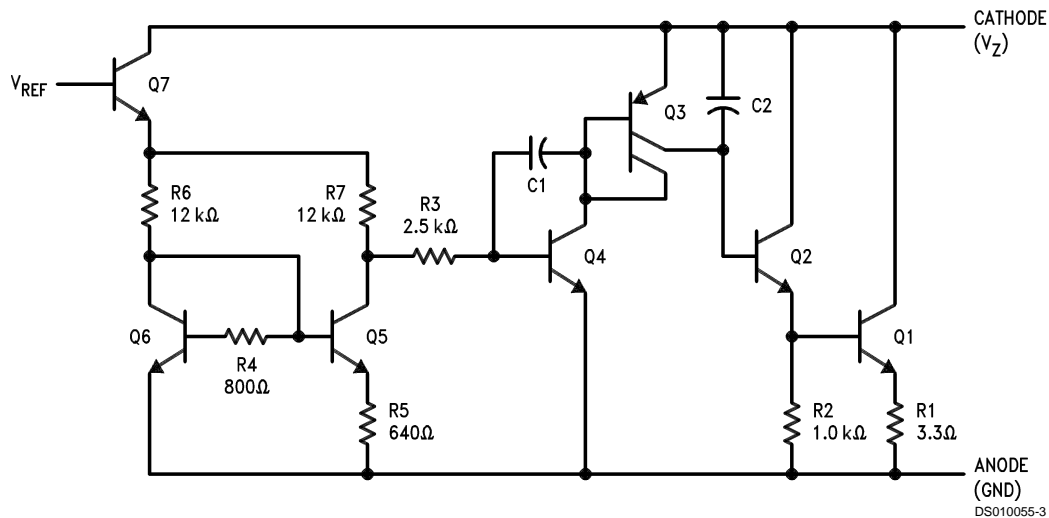 CATHODE
(VZ)
Q7
VREF
Q3
C2
C1
R6
12 kΩ
R7
12 kΩ
R3
2.5 kΩ
Q4
Q2
Q6
Q5
Q1
R4
800Ω
R5
640Ω
R2
1.0 kΩ
R1
3.3Ω
ANODE
(GND)
DS010055-3